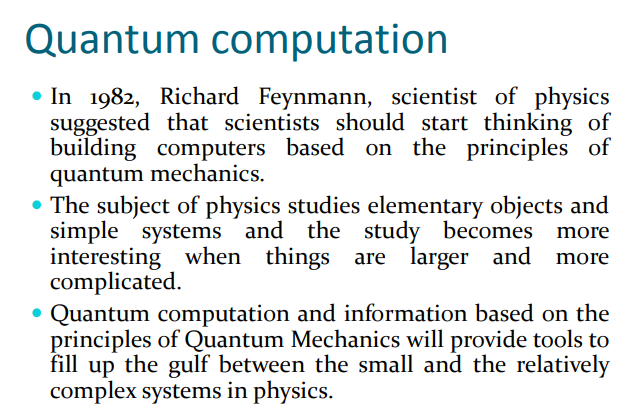 Quantum computation
• In 1982, Richard Feynmann, scientist of physics
suggested that scientists should start thinking of
building computers based on the principles of
quantum mechanics.
• The subject of physics studies elementary objects and
simple systems and the study becomes more
interesting when things are larger and more
complicated.
• Quantum computation and information based on the
principles of Quantum Mechanics will provide tools to
fill up the gulf between the small and the relatively
complex systems in physics.